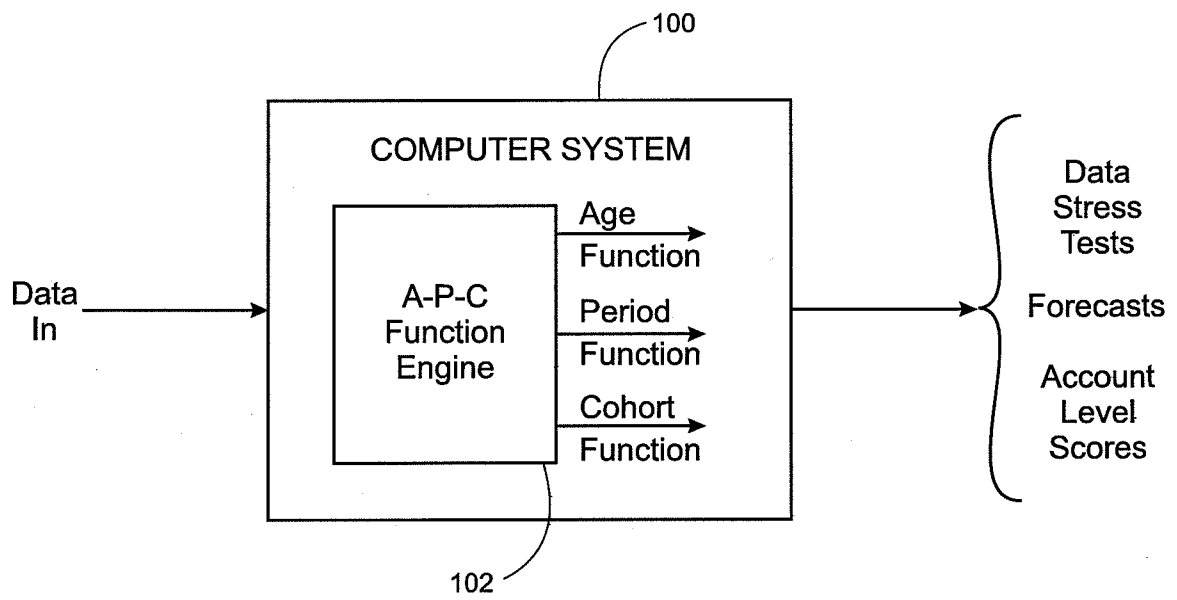 100
COMPUTER SYSTEM
Data
In
A-P-C
Function
Engine
Age
Function
Period
Function
Cohort
Function
102
Data
Stress
Tests
Forecasts
Account
Level
Scores